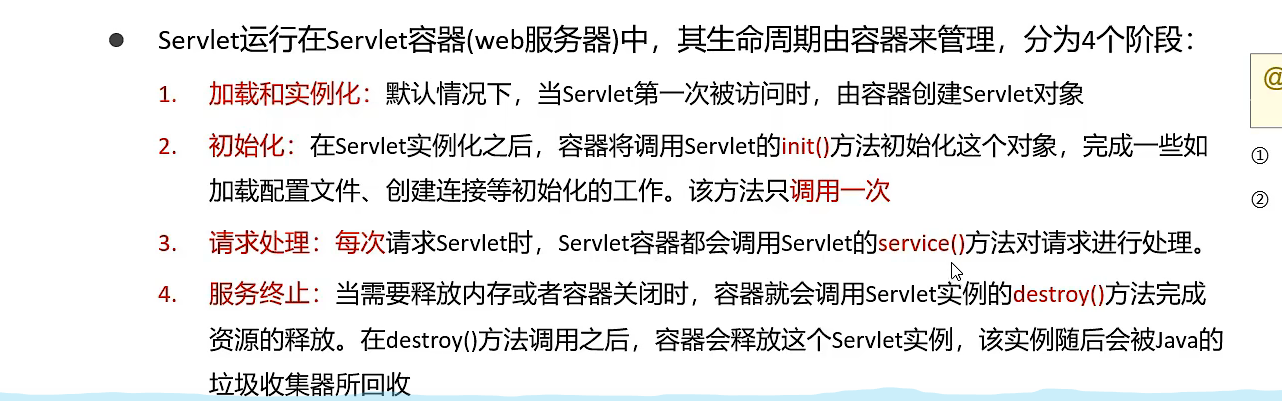 ● Servlet运行在Servlet容器(web服务器)中，其生命周期由容器来管理，分为4个阶段：
@
1. 加载和实例化：默认情况下，当Servlet第一次被访问时，由容器创建Servlet对象
2. 初始化：在Servlet实例化之后，容器将调用Servlet的init()方法初始化这个对象，完成一些如
①
加载配置文件、创建连接等初始化的工作。该方法只调用一次
②
3. 请求处理：每次请求Servlet时，Servlet容器都会调用Servlet的service()方法对请求进行处理。
4. 服务终止：当需要释放内存或者容器关闭时，容器就会调用Servlet实例的destroy()方法完成
资源的释放。在destroy()方法调用之后，容器会释放这个Servlet实例，该实例随后会被Java的
垃圾收集器所回收